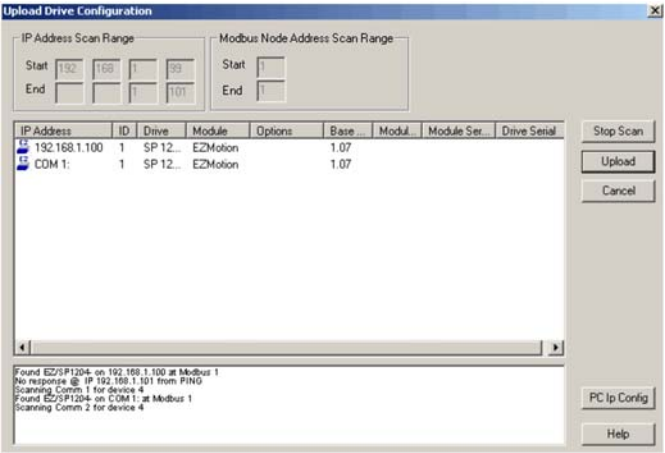 Upload Drive Configuration
IP Address Scan Range
Start 192 168 1 99
End 1 101
Modbus Node Address Scan Range
Start 1
End 1
IP Address ID Drive Module Options Base ... Modul... Module Ser... Drive Serial
192.168.1.100 1 SP 12... EZMotion 1.07
COM 1: 1 SP 12... EZMotion 1.07
Stop Scan
Upload
Cancel
Found EZ/SP1204- on 192.168.1.100 at Modbus 1
No response @ IP 192.168.1.101 from PING
Scanning Comm 1 for device 4
Found EZ/SP1204- on COM 1: at Modbus 1
Scanning Comm 2 for device 4
PC Ip Config
Help